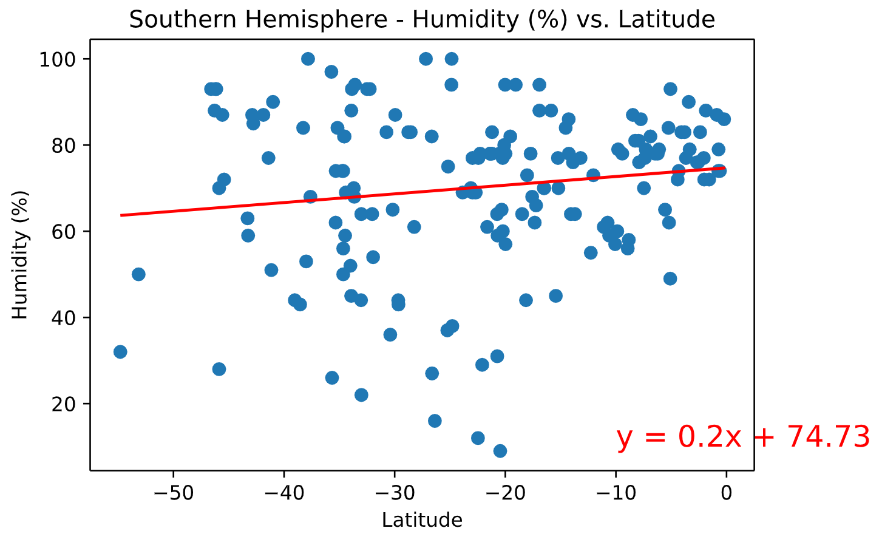 Southern Hemisphere - Humidity (%) vs. Latitude
Humidity (%)
100
80
60
40
20
y = 0.2x + 74.73
−50 −40 −30 −20 −10 0
Latitude